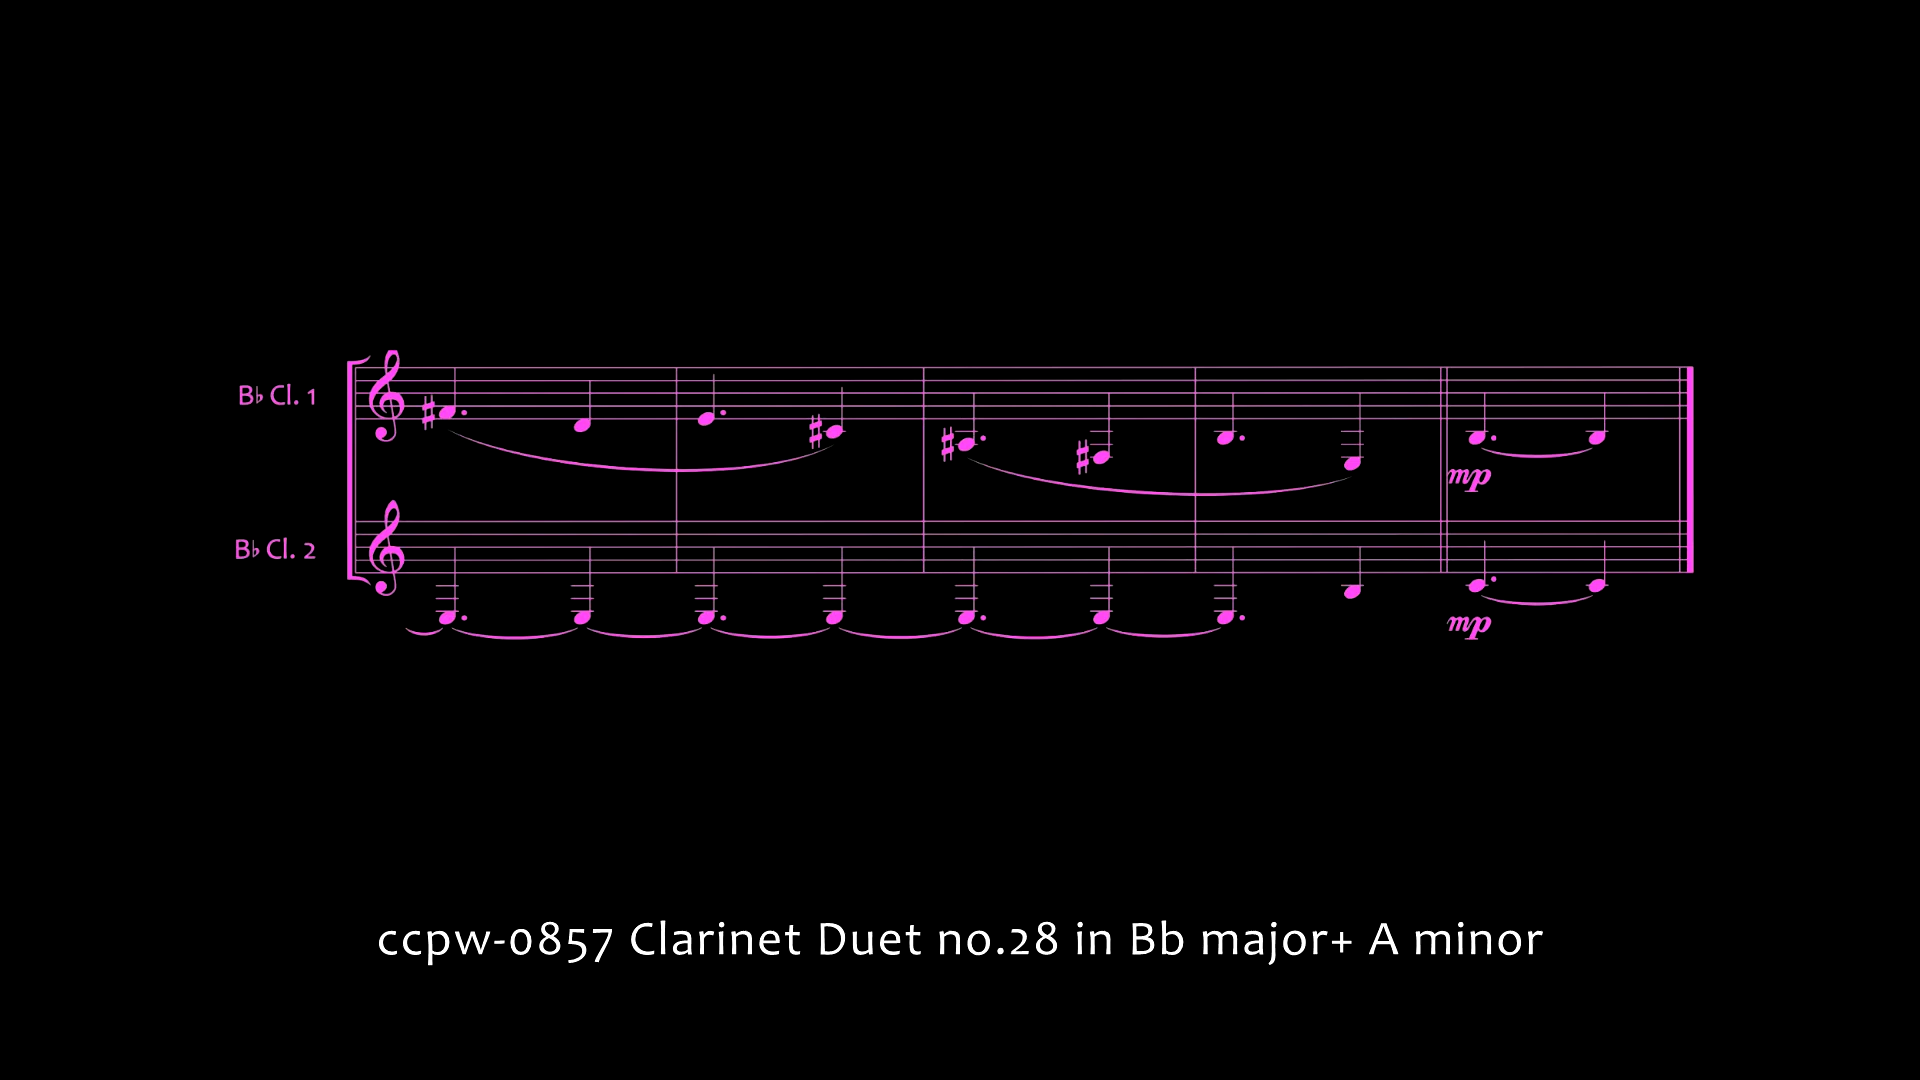 B♭ Cl. 1
mp
B♭ Cl. 2
mp
ccpw-0857 Clarinet Duet no.28 in Bb major+ A minor